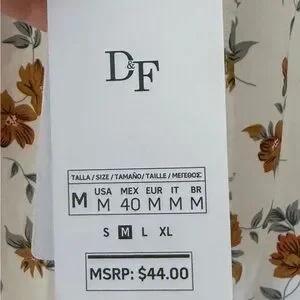 D&F
TALLA / SIZE / TAMAÑO / TAILLE / ΜΕΓΕΘΟΣ
M USA MEX EUR IT BR
M 40 M M M
S M L XL
MSRP: $44.00